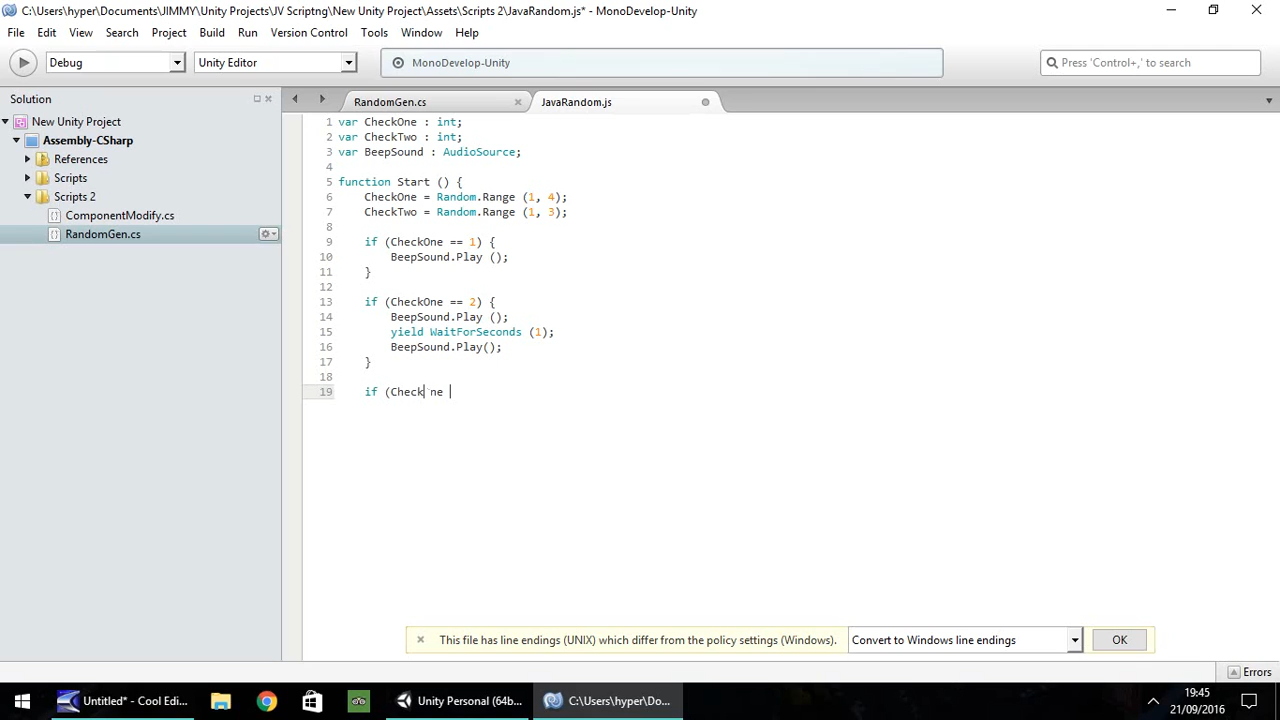 C:\Users\hyper\Documents\JIMMY\Unity Projects\JV Scriptng\New Unity Project\Assets\Scripts 2\JavaRandom.js* - MonoDevelop-Unity
File Edit View Search Project Build Run Version Control Tools Window Help
Debug Unity Editor MonoDevelop-Unity Press 'Control+,' to search
Solution
RandomGen.cs JavaRandom.js
New Unity Project
Assembly-CSharp
References
Scripts
Scripts 2
ComponentModify.cs
RandomGen.cs
1 var CheckOne : int;
2 var CheckTwo : int;
3 var BeepSound : AudioSource;
4
5 function Start () {
6 CheckOne = Random.Range (1, 4);
7 CheckTwo = Random.Range (1, 3);
8
9 if (CheckOne == 1) {
10 BeepSound.Play ();
11 }
12
13 if (CheckOne == 2) {
14 BeepSound.Play ();
15 yield WaitForSeconds (1);
16 BeepSound.Play();
17 }
18
19 if (Check ne
This file has line endings (UNIX) which differ from the policy settings (Windows). Convert to Windows line endings OK
Errors
Untitled* - Cool Edi... Unity Personal (64b... C:\Users\hyper\Do...
19:45
21/09/2016